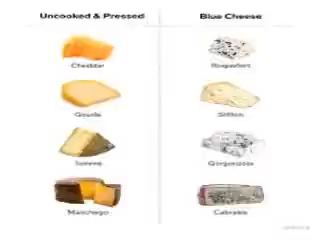 Uncooked & Pressed
Cheddar
Gouda
Manchego
Blue Cheese
Roquefort
Stilton
Gorgonzola
Cabrales